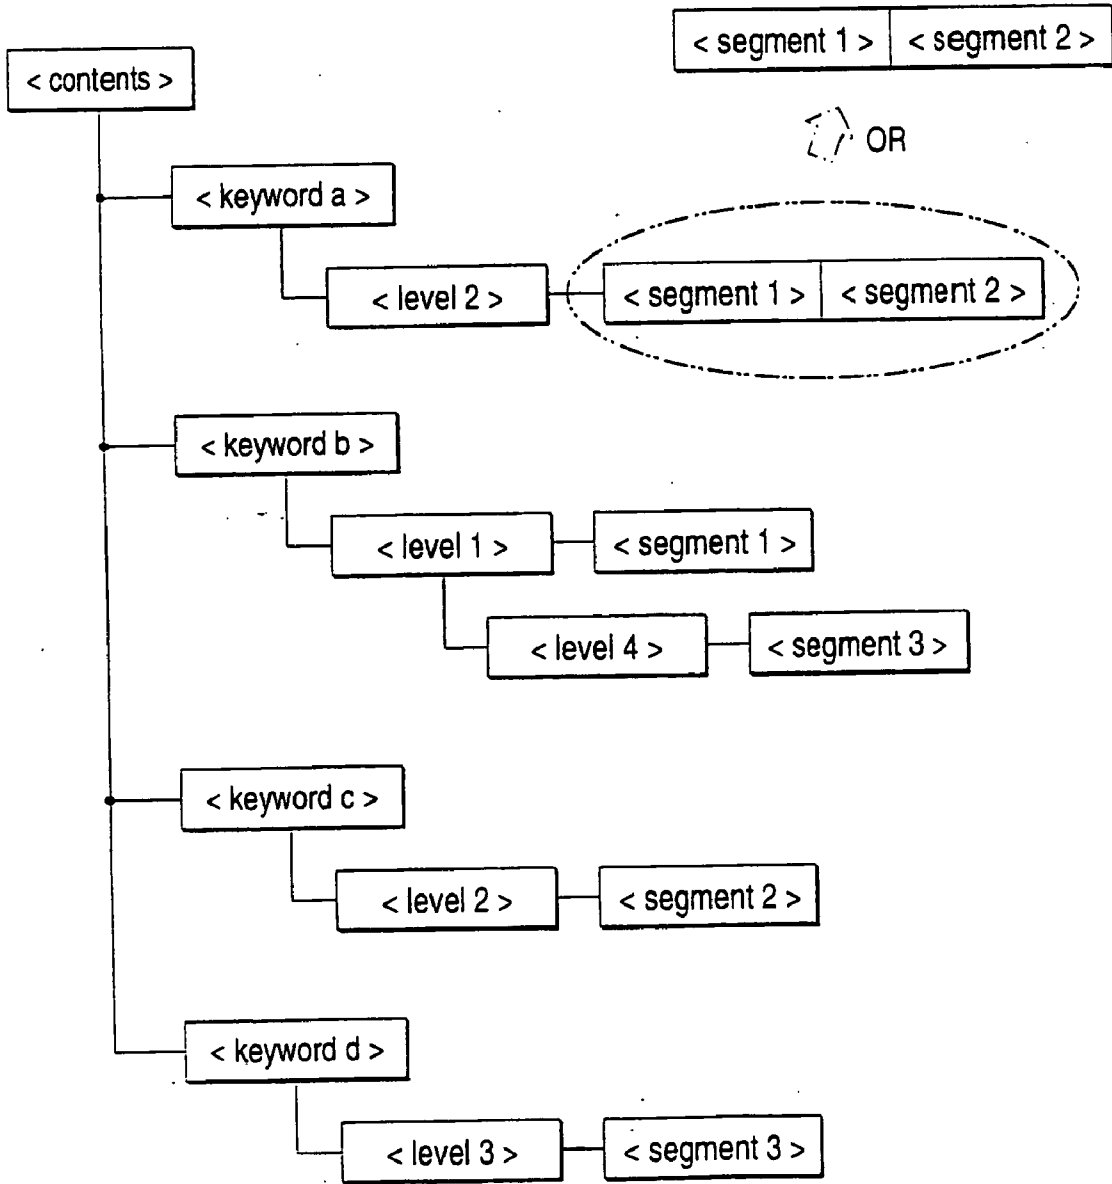 < segment 1 > < segment 2 >
< contents >
OR
< keyword a >
< level 2 > < segment 1 > < segment 2 >
< keyword b >
< level 1 > < segment 1 >
< level 4 > < segment 3 >
< keyword c >
< level 2 > < segment 2 >
< keyword d >
< level 3 > < segment 3 >